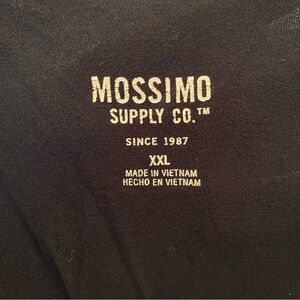 MOSSIMO
SUPPLY CO.™
SINCE 1987
XXL
MADE IN VIETNAM
HECHO EN VIETNAM